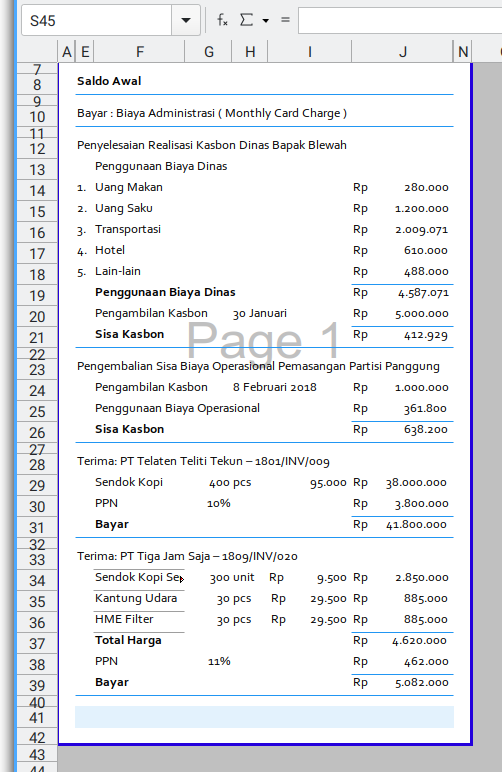 S45 fx Σ =
A E F G H I J N
7
8 Saldo Awal
9
10 Bayar : Biaya Administrasi ( Monthly Card Charge )
11
12 Penyelesaian Realisasi Kasbon Dinas Bapak Blewah
13 Penggunaan Biaya Dinas
14 1. Uang Makan Rp 280.000
15 2. Uang Saku Rp 1.200.000
16 3. Transportasi Rp 2.009.071
17 4. Hotel Rp 610.000
18 5. Lain-lain Rp 488.000
19 Penggunaan Biaya Dinas Rp 4.587.071
20 Pengambilan Kasbon 30 Januari Rp 5.000.000
21 Sisa Kasbon Rp 412.929
Page 1
22
23 Pengembalian Sisa Biaya Operasional Pemasangan Partisi Panggung
24 Pengambilan Kasbon 8 Februari 2018 Rp 1.000.000
25 Penggunaan Biaya Operasional Rp 361.800
26 Sisa Kasbon Rp 638.200
27
28 Terima: PT Telaten Teliti Tekun – 1801/INV/009
29 Sendok Kopi 400 pcs 95.000 Rp 38.000.000
30 PPN 10% Rp 3.800.000
31 Bayar Rp 41.800.000
32
33 Terima: PT Tiga Jam Saja – 1809/INV/020
34 Sendok Kopi Se 300 unit Rp 9.500 Rp 2.850.000
35 Kantung Udara 30 pcs Rp 29.500 Rp 885.000
36 HME Filter 30 pcs Rp 29.500 Rp 885.000
37 Total Harga Rp 4.620.000
38 PPN 11% Rp 462.000
39 Bayar Rp 5.082.000
40
41
42
43
44